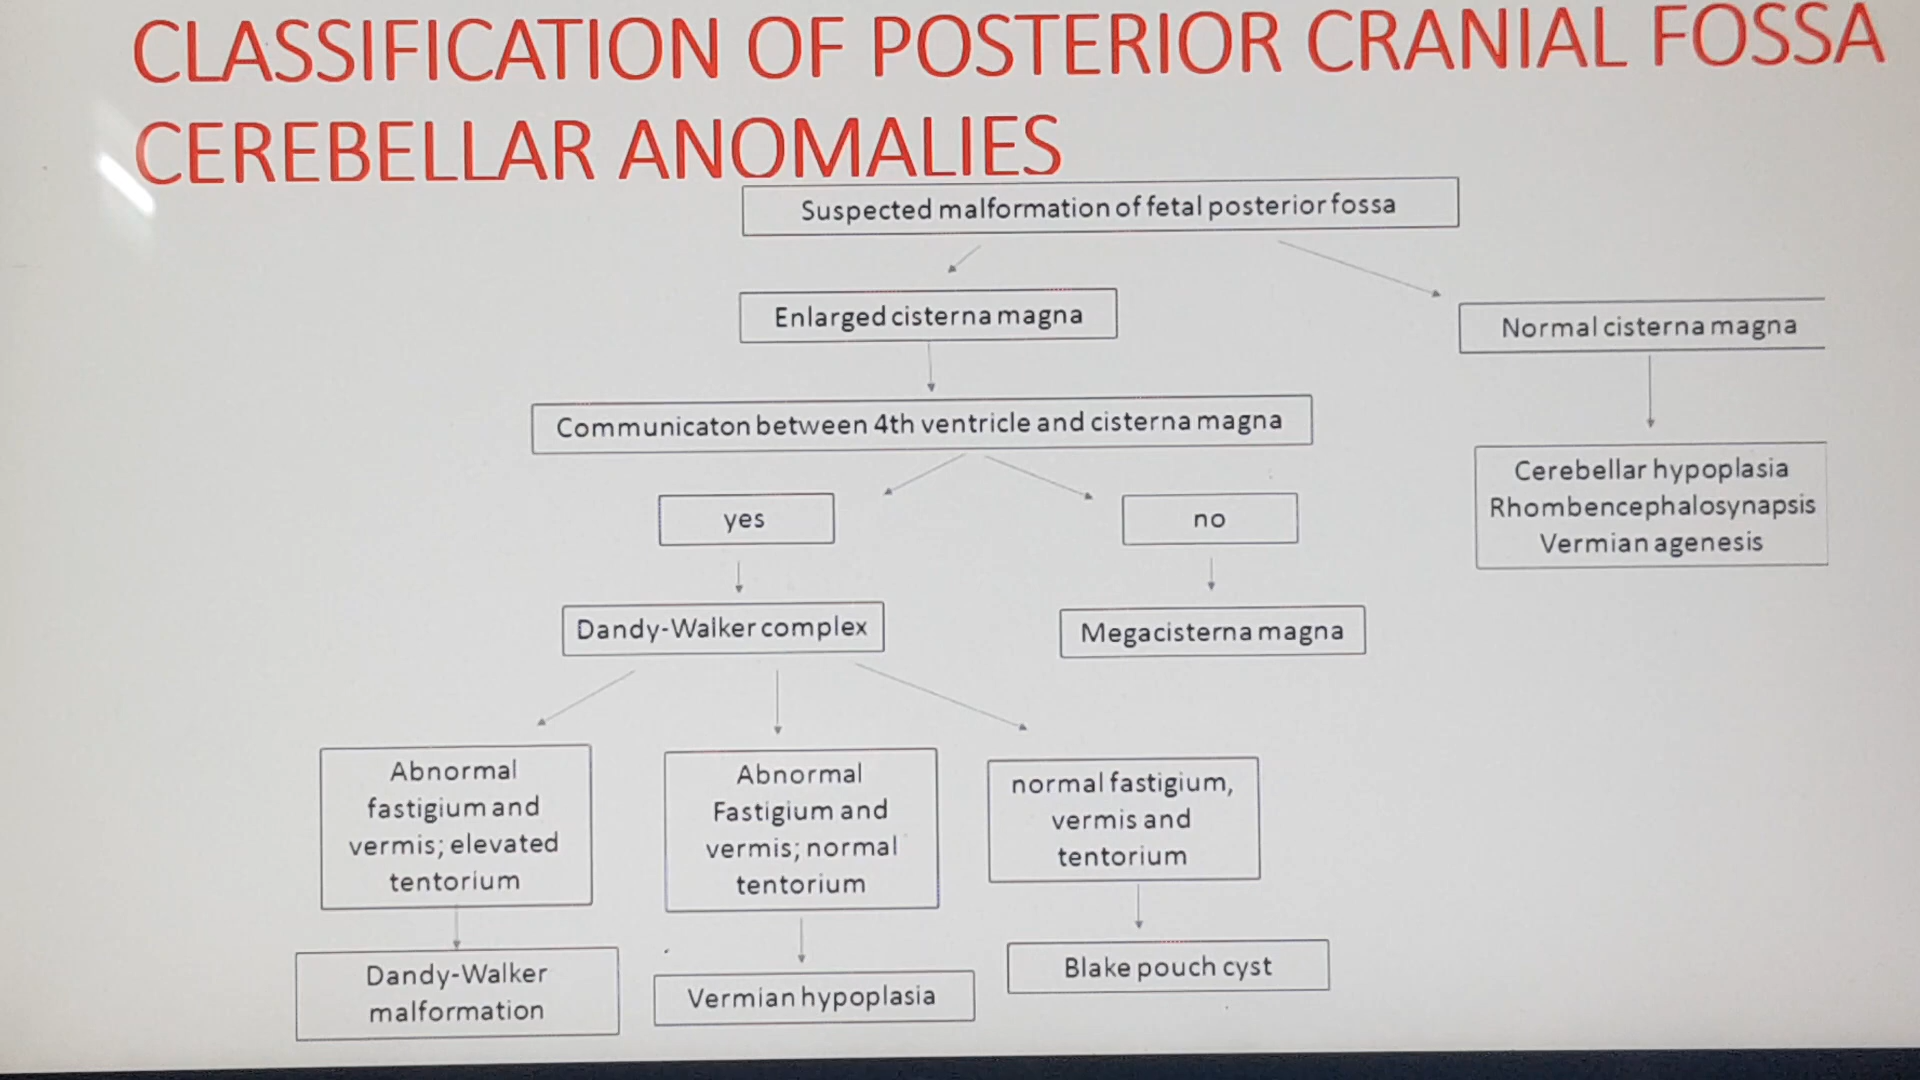 CLASSIFICATION OF POSTERIOR CRANIAL FOSSA
CEREBELLAR ANOMALIES
Suspected malformation of fetal posterior fossa
Enlarged cisterna magna
Normal cisterna magna
Communicaton between 4th ventricle and cisterna magna
Cerebellar hypoplasia
Rhombencephalosynapsis
Vermian agenesis
yes
no
Dandy-Walker complex
Megacisterna magna
Abnormal
fastigium and
vermis; elevated
tentorium
Abnormal
Fastigium and
vermis; normal
tentorium
normal fastigium,
vermis and
tentorium
Dandy-Walker
malformation
Vermian hypoplasia
Blake pouch cyst